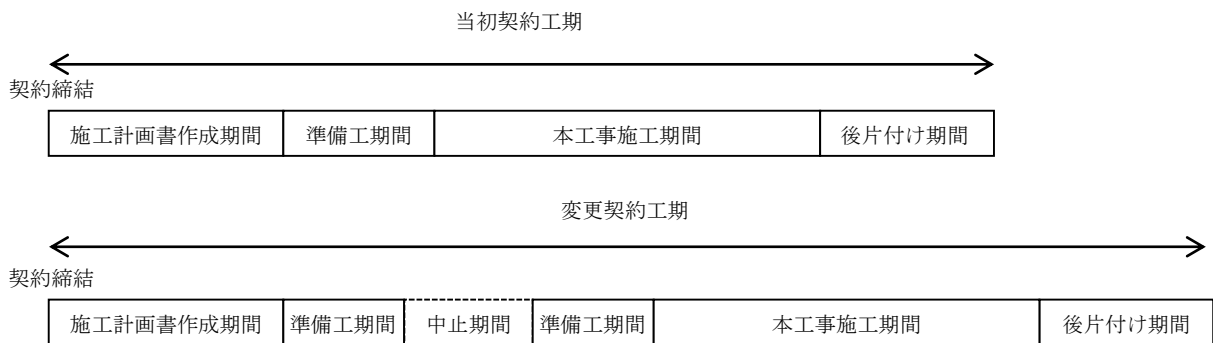 当初契約工期
契約締結
施工計画書作成期間 準備工期間 本工事施工期間 後片付け期間
変更契約工期
契約締結
施工計画書作成期間 準備工期間 中止期間 準備工期間 本工事施工期間 後片付け期間